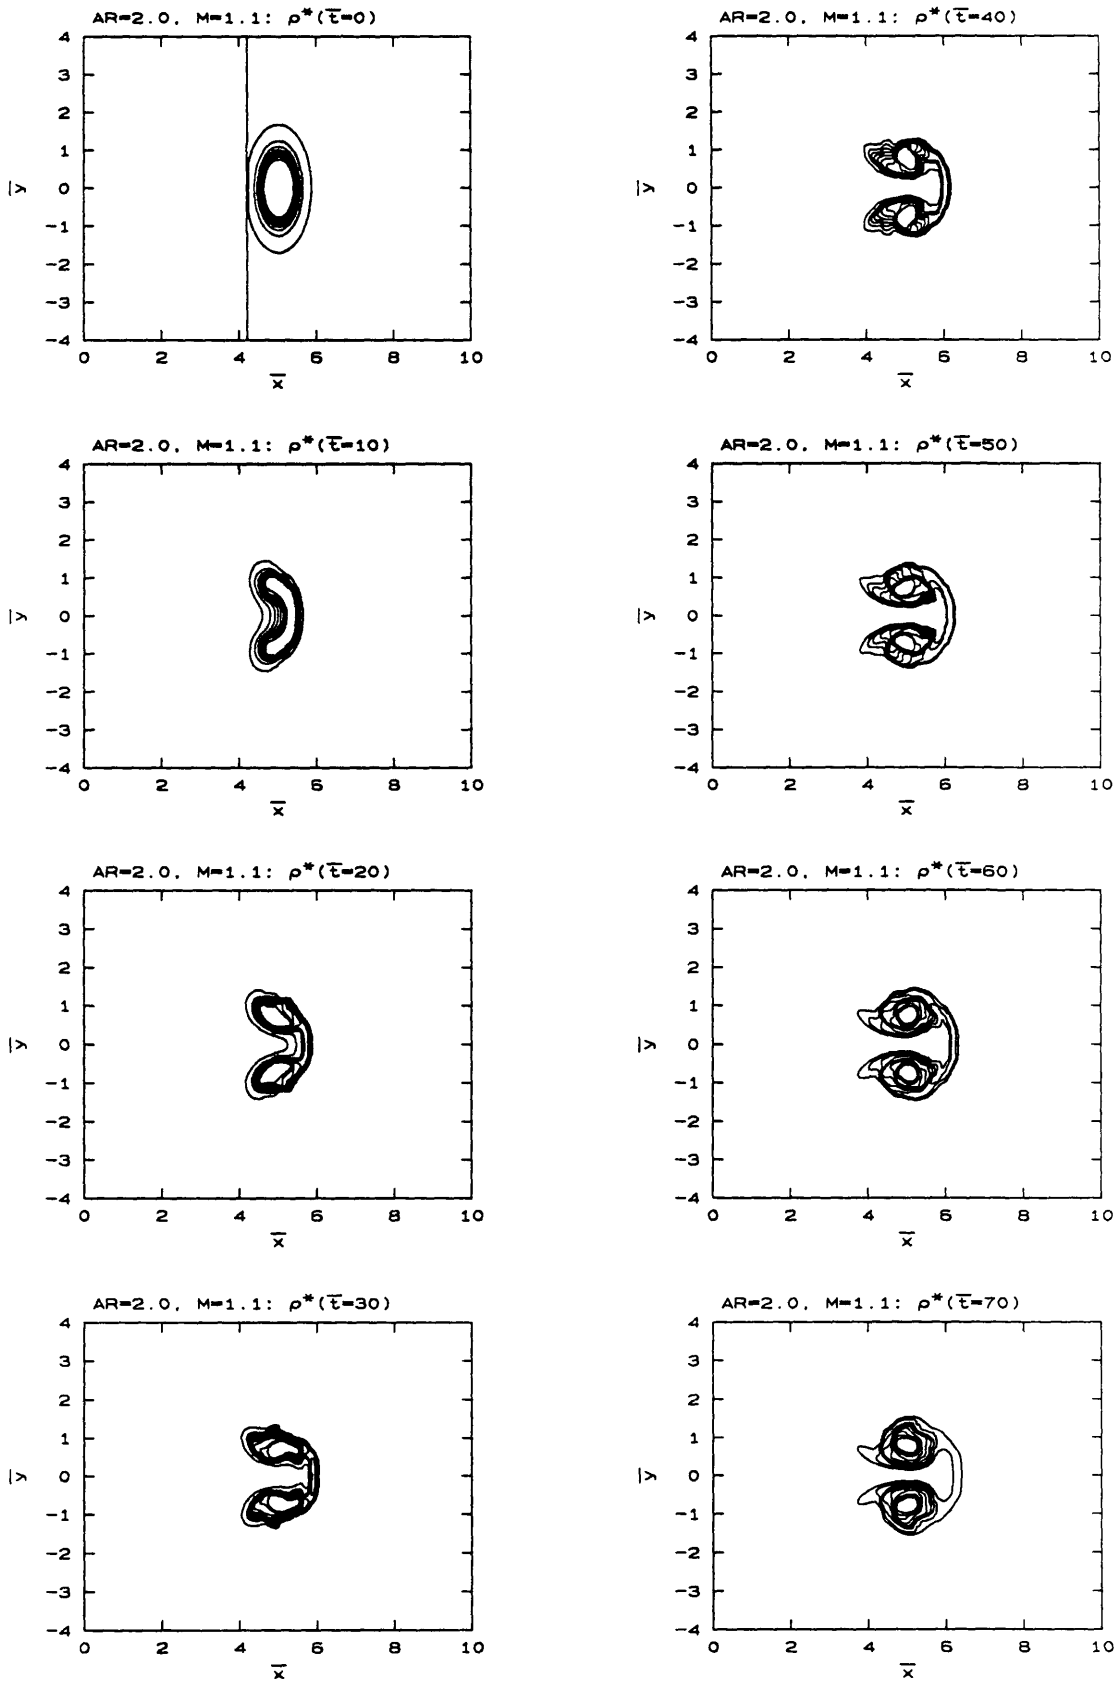 AR=2.0, M=1.1: ρ*(t̅=0)
4
3
2
1
0
-1
-2
-3
-4
y̅
0 2 4 6 8 10
x̅
AR=2.0, M=1.1: ρ*(t̅=10)
4
3
2
1
0
-1
-2
-3
-4
y̅
0 2 4 6 8 10
x̅
AR=2.0, M=1.1: ρ*(t̅=20)
4
3
2
1
0
-1
-2
-3
-4
y̅
0 2 4 6 8 10
x̅
AR=2.0, M=1.1: ρ*(t̅=30)
4
3
2
1
0
-1
-2
-3
-4
y̅
0 2 4 6 8 10
x̅
AR=2.0, M=1.1: ρ*(t̅=40)
4
3
2
1
0
-1
-2
-3
-4
y̅
0 2 4 6 8 10
x̅
AR=2.0, M=1.1: ρ*(t̅=50)
4
3
2
1
0
-1
-2
-3
-4
y̅
0 2 4 6 8 10
x̅
AR=2.0, M=1.1: ρ*(t̅=60)
4
3
2
1
0
-1
-2
-3
-4
y̅
0 2 4 6 8 10
x̅
AR=2.0, M=1.1: ρ*(t̅=70)
4
3
2
1
0
-1
-2
-3
-4
y̅
0 2 4 6 8 10
x̅